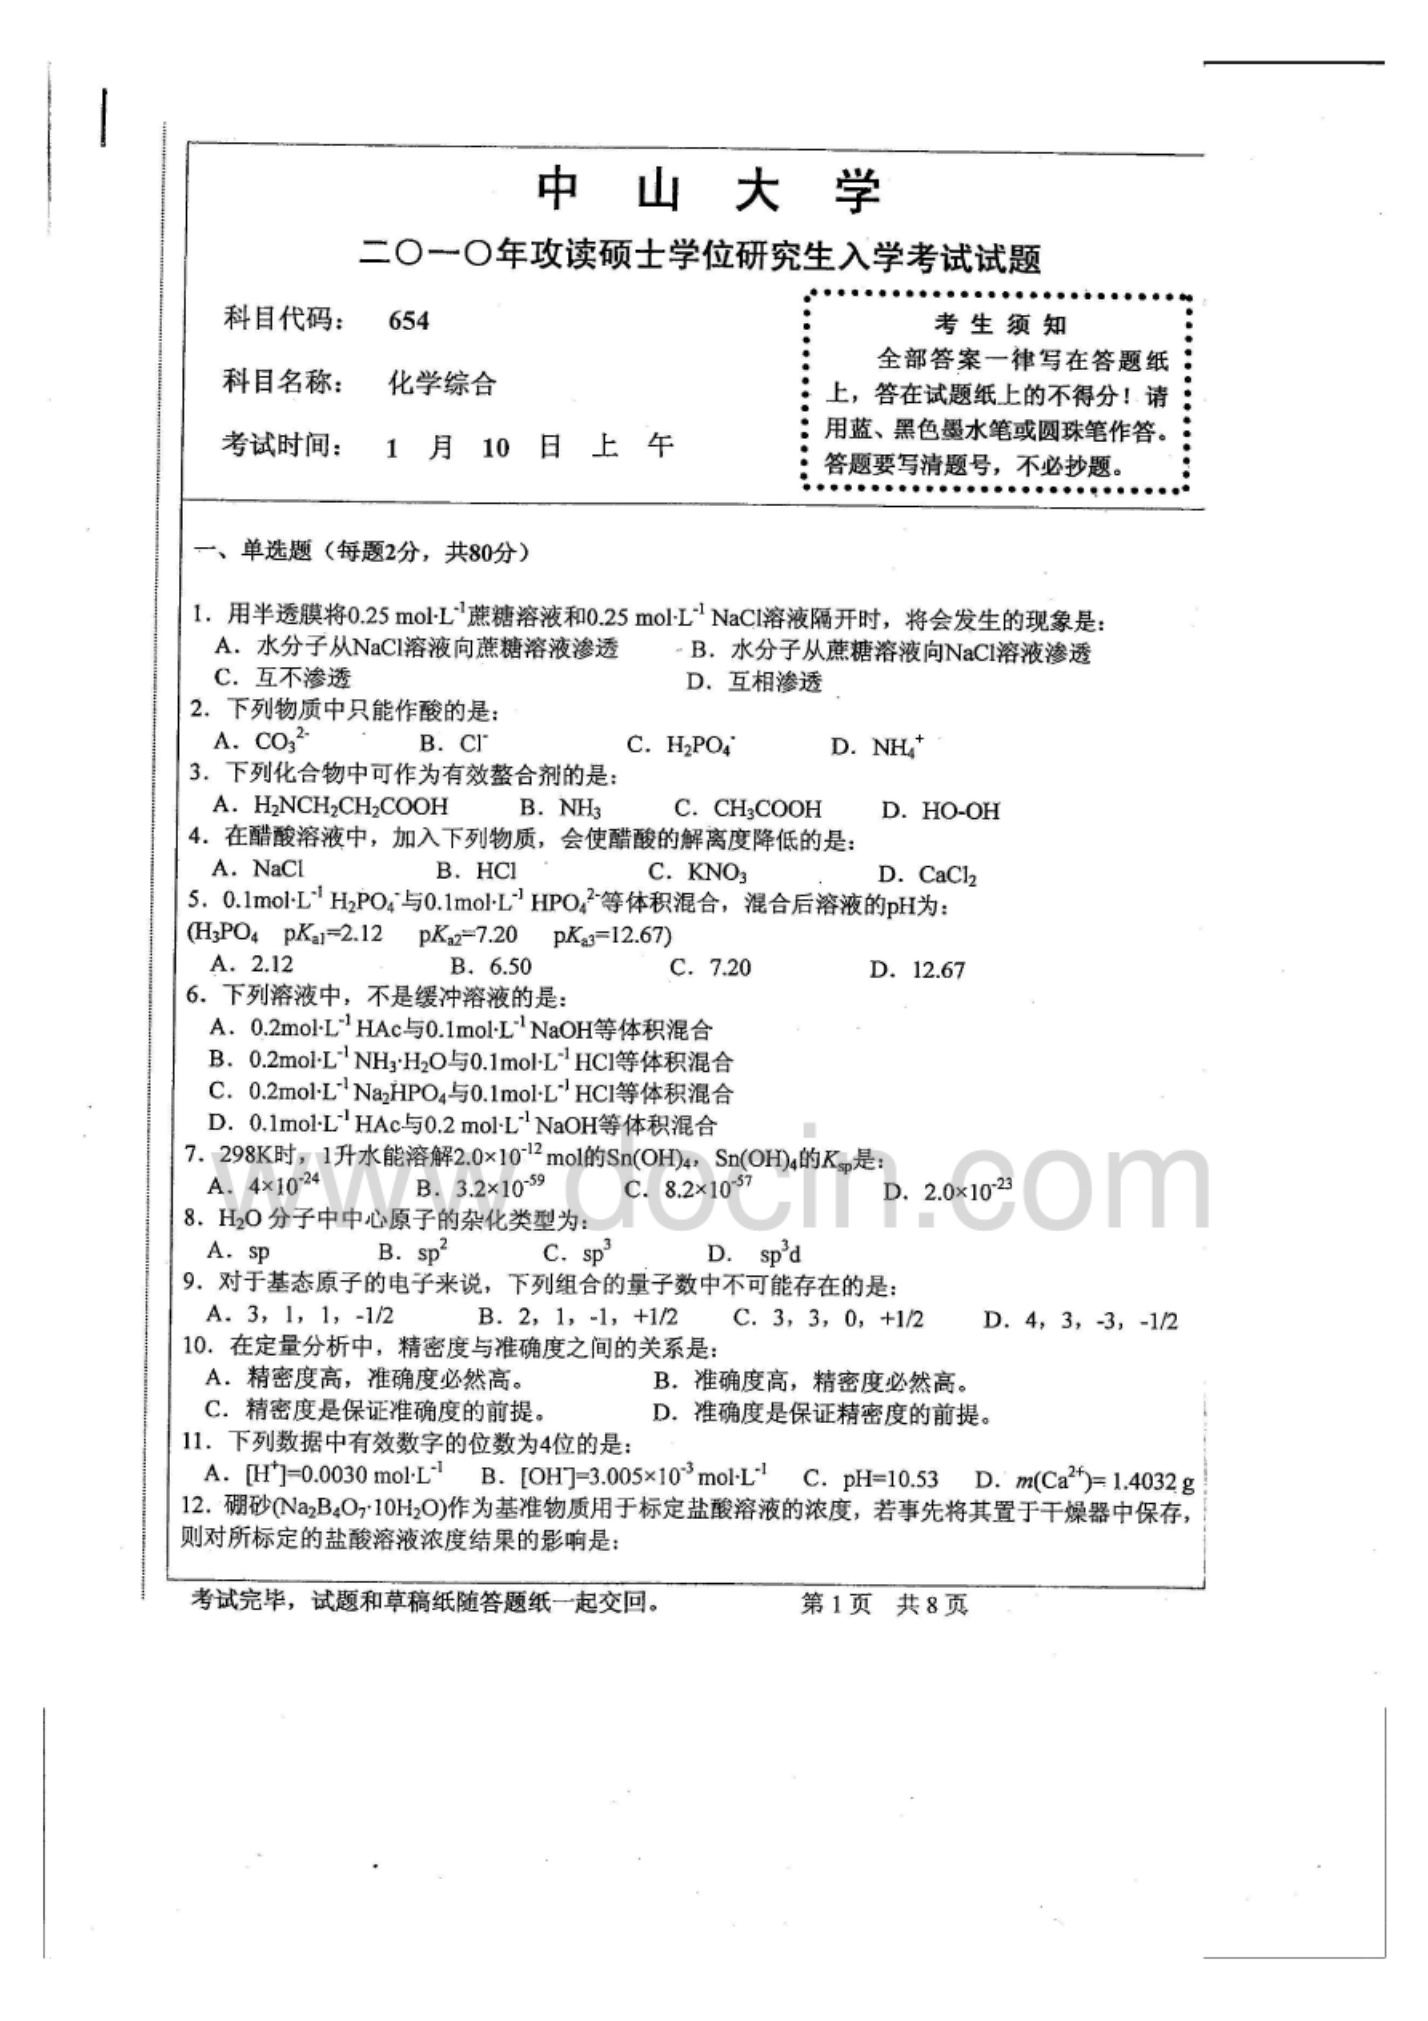 中 山 大 学
二〇一〇年攻读硕士学位研究生入学考试试题
科目代码： 654
科目名称： 化学综合
考试时间： 1 月 10 日 上 午
考 生 须 知
全部答案一律写在答题纸
上，答在试题纸上的不得分！请
用蓝、黑色墨水笔或圆珠笔作答。
答题要写清题号，不必抄题。
一、单选题（每题2分，共80分）
1．用半透膜将0.25 mol·L⁻¹蔗糖溶液和0.25 mol·L⁻¹ NaCl溶液隔开时，将会发生的现象是：
A．水分子从NaCl溶液向蔗糖溶液渗透 B．水分子从蔗糖溶液向NaCl溶液渗透
C．互不渗透 D．互相渗透
2．下列物质中只能作酸的是：
A．CO₃²⁻ B．Cl⁻ C．H₂PO₄⁻ D．NH₄⁺
3．下列化合物中可作为有效螯合剂的是：
A．H₂NCH₂CH₂COOH B．NH₃ C．CH₃COOH D．HO-OH
4．在醋酸溶液中，加入下列物质，会使醋酸的解离度降低的是：
A．NaCl B．HCl C．KNO₃ D．CaCl₂
5．0.1mol·L⁻¹ H₂PO₄⁻与0.1mol·L⁻¹ HPO₄²⁻等体积混合，混合后溶液的pH为：
(H₃PO₄ pKₐ₁=2.12 pKₐ₂=7.20 pKₐ₃=12.67)
A．2.12 B．6.50 C．7.20 D．12.67
6．下列溶液中，不是缓冲溶液的是：
A．0.2mol·L⁻¹ HAc与0.1mol·L⁻¹ NaOH等体积混合
B．0.2mol·L⁻¹ NH₃·H₂O与0.1mol·L⁻¹ HCl等体积混合
C．0.2mol·L⁻¹ Na₂HPO₄与0.1mol·L⁻¹ HCl等体积混合
D．0.1mol·L⁻¹ HAc与0.2 mol·L⁻¹ NaOH等体积混合
7．298K时，1升水能溶解2.0×10⁻¹² mol的Sn(OH)₄，Sn(OH)₄的Ksp是：
A．4×10⁻²⁴ B．3.2×10⁻⁵⁹ C．8.2×10⁻⁵⁷ D．2.0×10⁻²³
8．H₂O 分子中中心原子的杂化类型为：
A．sp B．sp² C．sp³ D． sp³d
9．对于基态原子的电子来说，下列组合的量子数中不可能存在的是：
A．3，1，1，-1/2 B．2，1，-1，+1/2 C．3，3，0，+1/2 D．4，3，-3，-1/2
10．在定量分析中，精密度与准确度之间的关系是：
A．精密度高，准确度必然高。 B．准确度高，精密度必然高。
C．精密度是保证准确度的前提。 D．准确度是保证精密度的前提。
11．下列数据中有效数字的位数为4位的是：
A．[H⁺]=0.0030 mol·L⁻¹ B．[OH⁻]=3.005×10⁻³ mol·L⁻¹ C．pH=10.53 D．m(Ca²⁺)= 1.4032 g
12．硼砂(Na₂B₄O₇·10H₂O)作为基准物质用于标定盐酸溶液的浓度，若事先将其置于干燥器中保存，
则对所标定的盐酸溶液浓度结果的影响是：
考试完毕，试题和草稿纸随答题纸一起交回。 第 1 页 共 8 页
www.docin.com